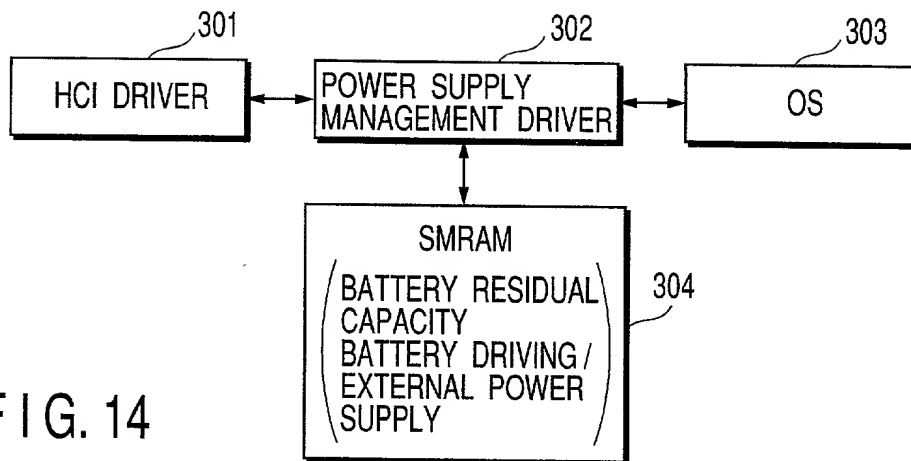 301
302
303
HCI DRIVER
POWER SUPPLY
MANAGEMENT DRIVER
OS
SMRAM
304
BATTERY RESIDUAL
CAPACITY
BATTERY DRIVING /
EXTERNAL POWER
SUPPLY
FIG. 14